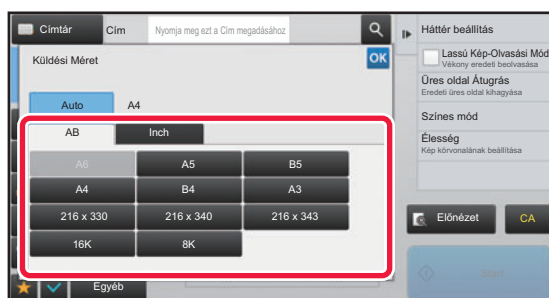 Címtár
Cím
Nyomja meg ezt a Cím megadásához
Küldési Méret
OK
Auto
A4
AB
Inch
A6
A5
B5
A4
B4
A3
216 x 330
216 x 340
216 x 343
16K
8K
Egyéb
Háttér beállítás
Lassú Kép-Olvasási Mód
Vékony eredeti beolvasása
Üres oldal Átugrás
Eredeti üres oldal kihagyása
Színes mód
Élesség
Kép körvonalának beállítása
Előnézet
CA
Start